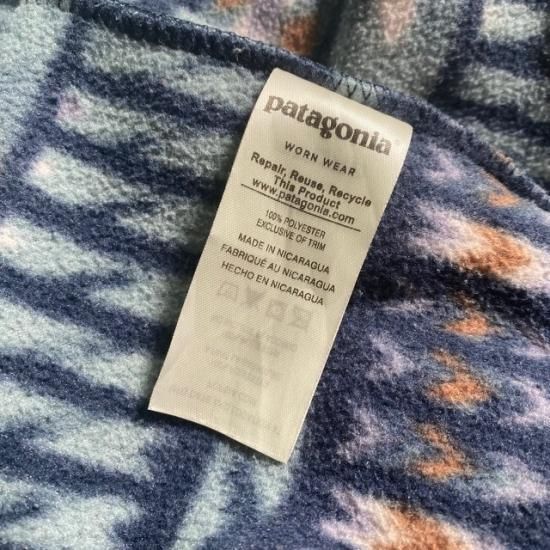 patagonia®
WORN WEAR
Repair, Reuse, Recycle
This Product
www.patagonia.com
100% POLYESTER
EXCLUSIVE OF TRIM
MADE IN NICARAGUA
FABRIQUÉ AU NICARAGUA
HECHO EN NICARAGUA